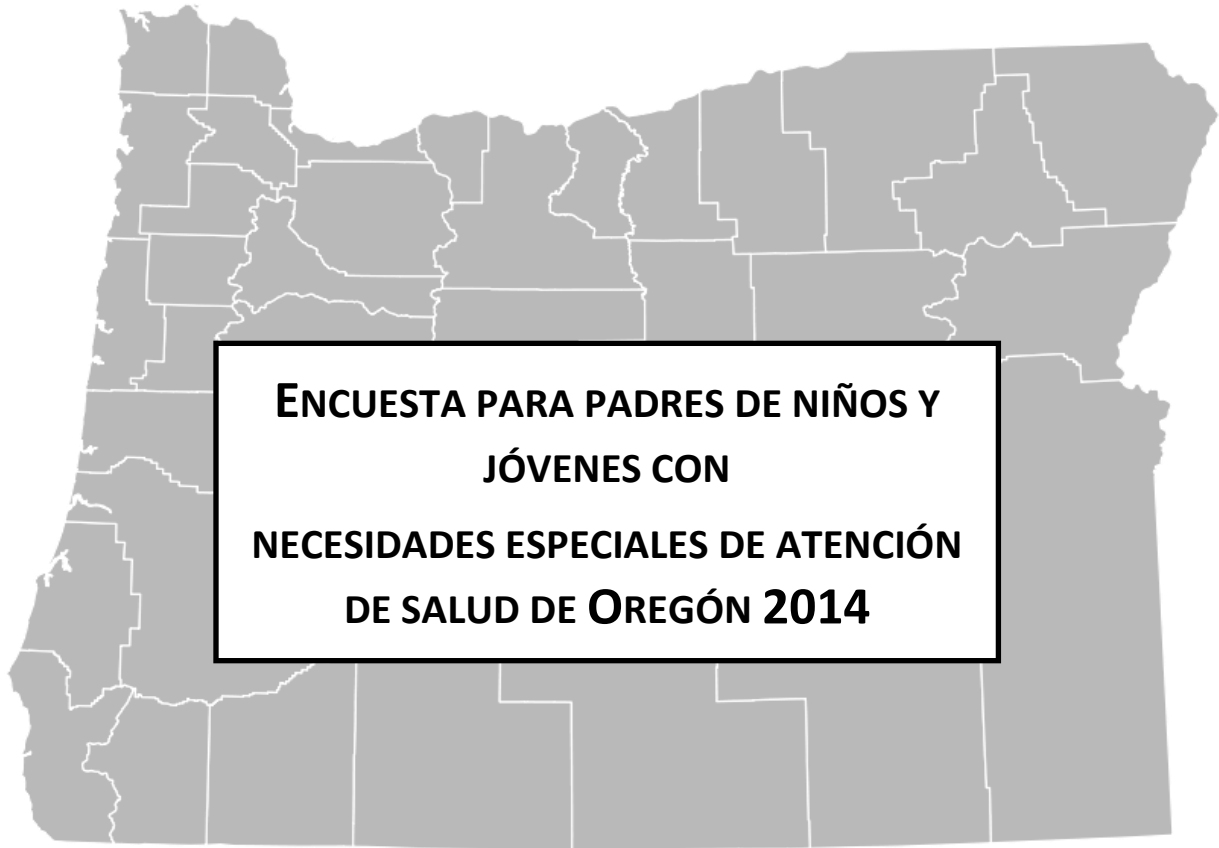 ENCUESTA PARA PADRES DE NIÑOS Y
JÓVENES CON
NECESIDADES ESPECIALES DE ATENCIÓN
DE SALUD DE OREGÓN 2014